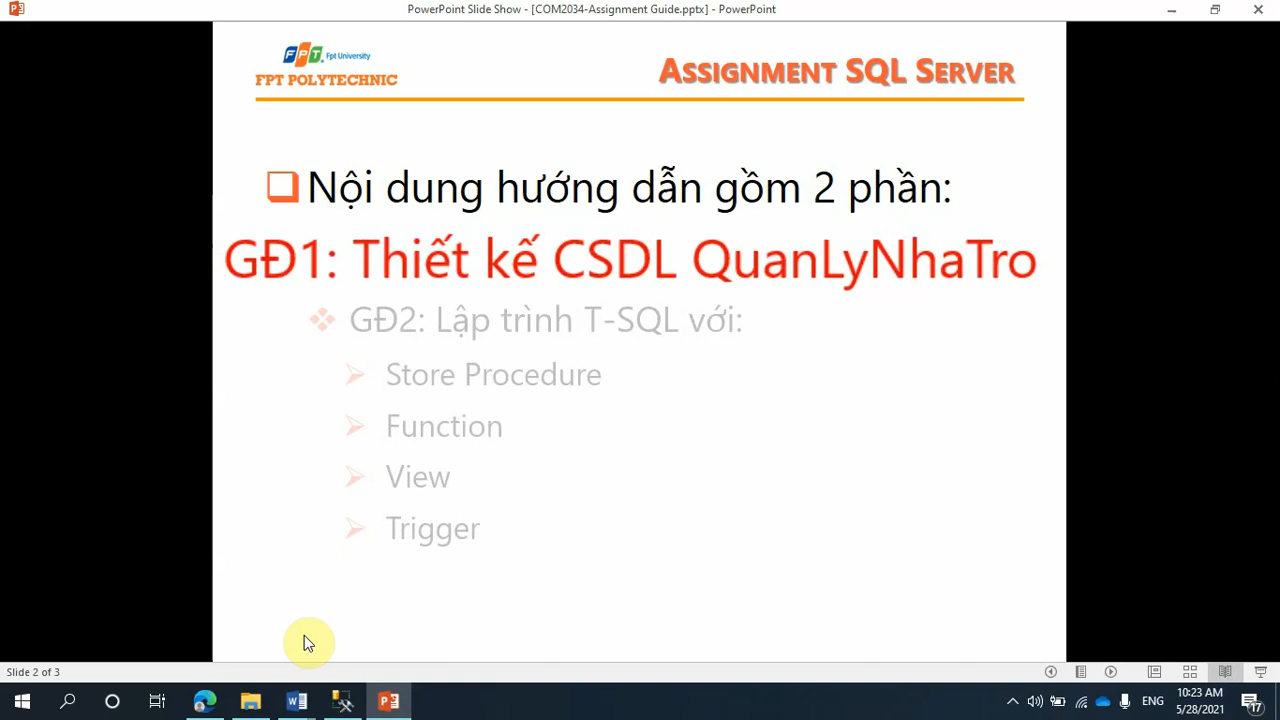 PowerPoint Slide Show - [COM2034-Assignment Guide.pptx] - PowerPoint
FPT. Fpt University
FPT POLYTECHNIC
ASSIGNMENT SQL SERVER
Nội dung hướng dẫn gồm 2 phần:
GĐ1: Thiết kế CSDL QuanLyNhaTro
GĐ2: Lập trình T-SQL với:
Store Procedure
Function
View
Trigger
Slide 2 of 3
ENG
10:23 AM
5/28/2021
17